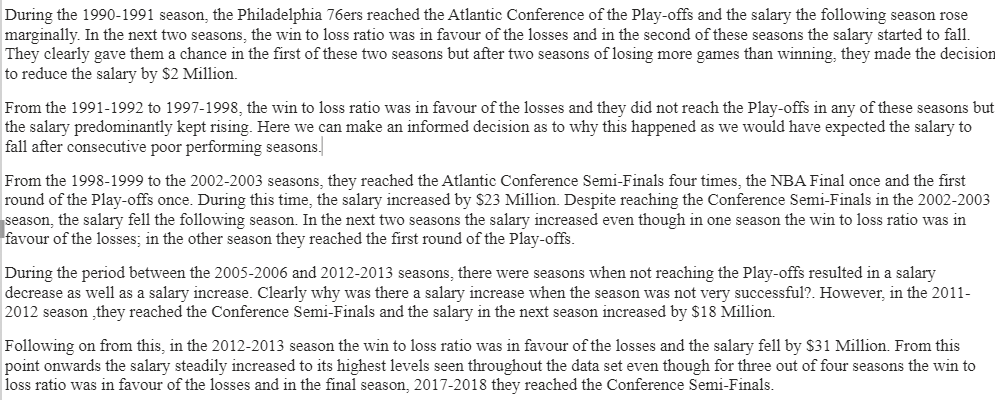 During the 1990-1991 season, the Philadelphia 76ers reached the Atlantic Conference of the Play-offs and the salary the following season rose
marginally. In the next two seasons, the win to loss ratio was in favour of the losses and in the second of these seasons the salary started to fall.
They clearly gave them a chance in the first of these two seasons but after two seasons of losing more games than winning, they made the decision
to reduce the salary by $2 Million.
From the 1991-1992 to 1997-1998, the win to loss ratio was in favour of the losses and they did not reach the Play-offs in any of these seasons but
the salary predominantly kept rising. Here we can make an informed decision as to why this happened as we would have expected the salary to
fall after consecutive poor performing seasons.
From the 1998-1999 to the 2002-2003 seasons, they reached the Atlantic Conference Semi-Finals four times, the NBA Final once and the first
round of the Play-offs once. During this time, the salary increased by $23 Million. Despite reaching the Conference Semi-Finals in the 2002-2003
season, the salary fell the following season. In the next two seasons the salary increased even though in one season the win to loss ratio was in
favour of the losses; in the other season they reached the first round of the Play-offs.
During the period between the 2005-2006 and 2012-2013 seasons, there were seasons when not reaching the Play-offs resulted in a salary
decrease as well as a salary increase. Clearly why was there a salary increase when the season was not very successful?. However, in the 2011-
2012 season ,they reached the Conference Semi-Finals and the salary in the next season increased by $18 Million.
Following on from this, in the 2012-2013 season the win to loss ratio was in favour of the losses and the salary fell by $31 Million. From this
point onwards the salary steadily increased to its highest levels seen throughout the data set even though for three out of four seasons the win to
loss ratio was in favour of the losses and in the final season, 2017-2018 they reached the Conference Semi-Finals.